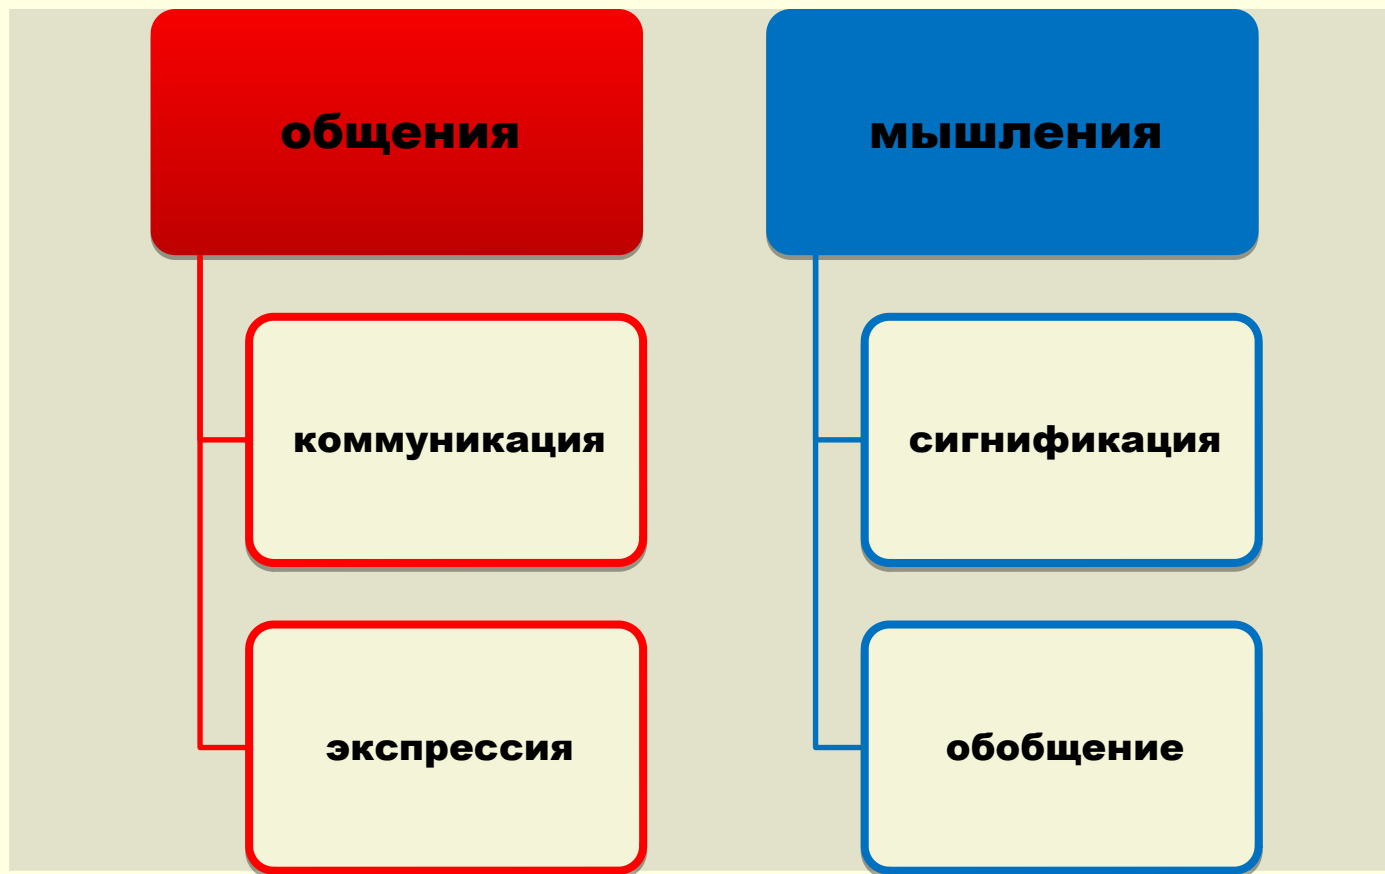 общения
мышления
коммуникация
сигнификация
экспрессия
обобщение